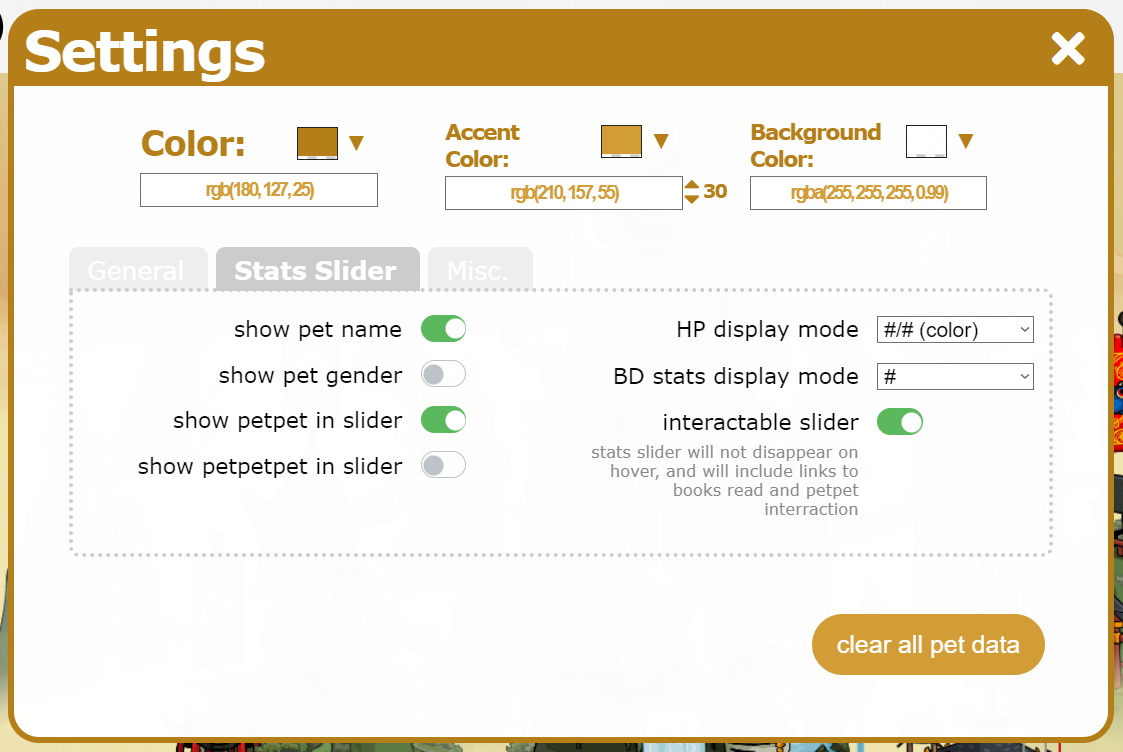 Settings
Color:
rgb(180, 127, 25)
Accent
Color:
rgb(210, 157, 55)
30
Background
Color:
rgba(255, 255, 255, 0.99)
General
Stats Slider
Misc.
show pet name
show pet gender
show petpet in slider
show petpetpet in slider
HP display mode
#/# (color)
BD stats display mode
#
interactable slider
stats slider will not disappear on
hover, and will include links to
books read and petpet
interraction
clear all pet data